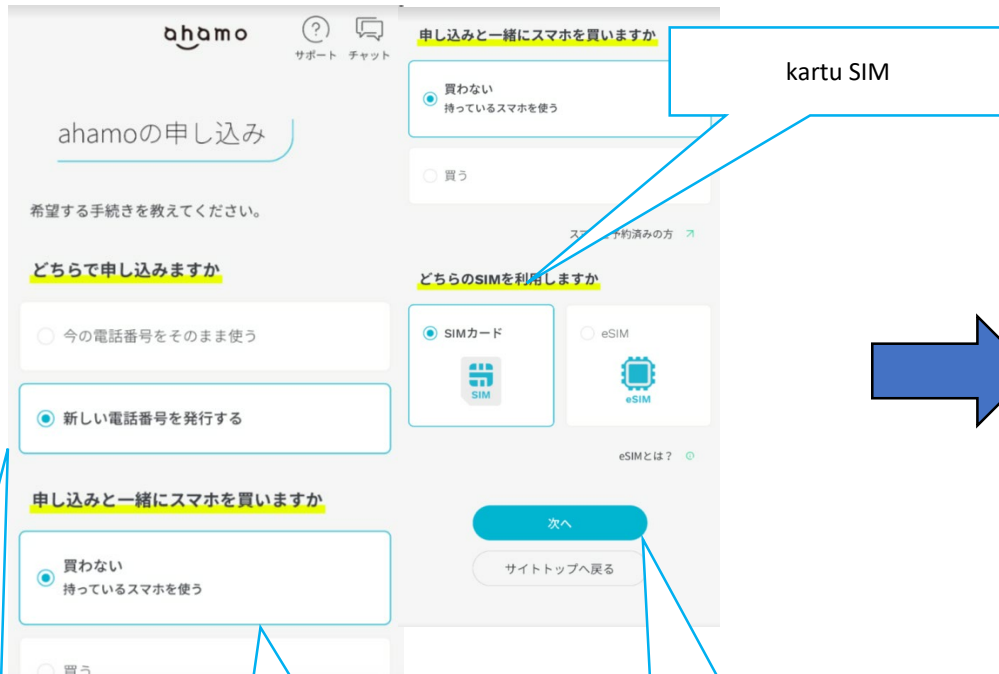 ahamo
サポート
チャット
ahamoの申し込み
希望する手続きを教えてください。
どちらで申し込みますか
今の電話番号をそのまま使う
新しい電話番号を発行する
申し込みと一緒にスマホを買いますか
買わない
持っているスマホを使う
買う
申し込みと一緒にスマホを買いますか
買わない
持っているスマホを使う
買う
予約済みの方
どちらのSIMを利用しますか
SIMカード
SIM
eSIM
eSIM
eSIMとは？
次へ
サイトトップへ戻る
kartu SIM